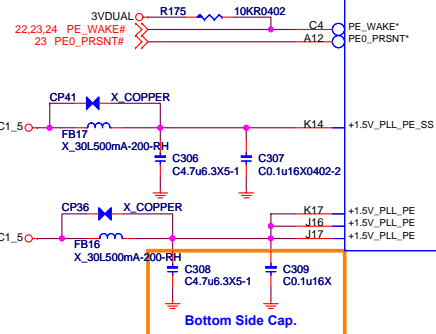 3VDUAL R175 10KR0402
22,23,24 PE_WAKE# C4 PE_WAKE*
23 PE0_PRSNT# A12 PE0_PRSNT*
CP41 X_COPPER
C1_5 K14 +1.5V_PLL_PE_SS
FB17
X_30L500mA-200-RH
C306 C307
C4.7u6.3X5-1 C0.1u16X0402-2
CP36 X_COPPER K17 +1.5V_PLL_PE
J16 +1.5V_PLL_PE
C1_5 J17 +1.5V_PLL_PE
FB16
X_30L500mA-200-RH
C308 C309
C4.7u6.3X5-1 C0.1u16X
Bottom Side Cap.